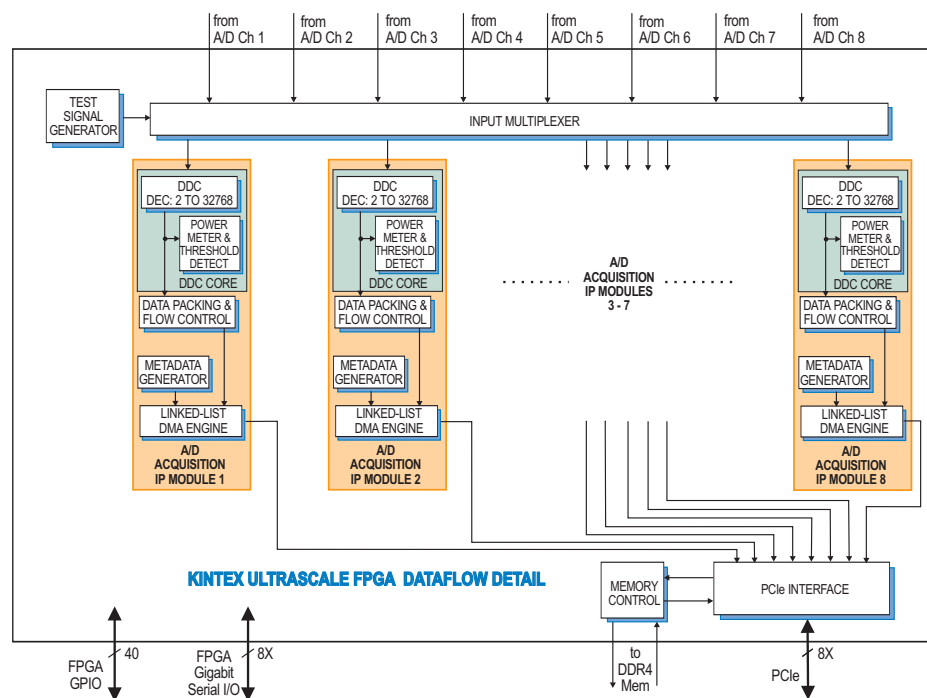 from
A/D Ch 1
from
A/D Ch 2
from
A/D Ch 3
from
A/D Ch 4
from
A/D Ch 5
from
A/D Ch 6
from
A/D Ch 7
from
A/D Ch 8
TEST
SIGNAL
GENERATOR
INPUT MULTIPLEXER
DDC
DEC: 2 TO 32768
POWER
METER &
THRESHOLD
DETECT
DDC CORE
DATA PACKING &
FLOW CONTROL
METADATA
GENERATOR
LINKED-LIST
DMA ENGINE
A/D
ACQUISITION
IP MODULE 1
DDC
DEC: 2 TO 32768
POWER
METER &
THRESHOLD
DETECT
DDC CORE
DATA PACKING &
FLOW CONTROL
METADATA
GENERATOR
LINKED-LIST
DMA ENGINE
A/D
ACQUISITION
IP MODULE 2
A/D
ACQUISITION
IP MODULES
3 - 7
DDC
DEC: 2 TO 32768
POWER
METER &
THRESHOLD
DETECT
DDC CORE
DATA PACKING &
FLOW CONTROL
METADATA
GENERATOR
LINKED-LIST
DMA ENGINE
A/D
ACQUISITION
IP MODULE 8
KINTEX ULTRASCALE FPGA DATAFLOW DETAIL
MEMORY
CONTROL
PCIe INTERFACE
40
FPGA
GPIO
8X
FPGA
Gigabit
Serial I/O
to
DDR4
Mem
8X
PCIe